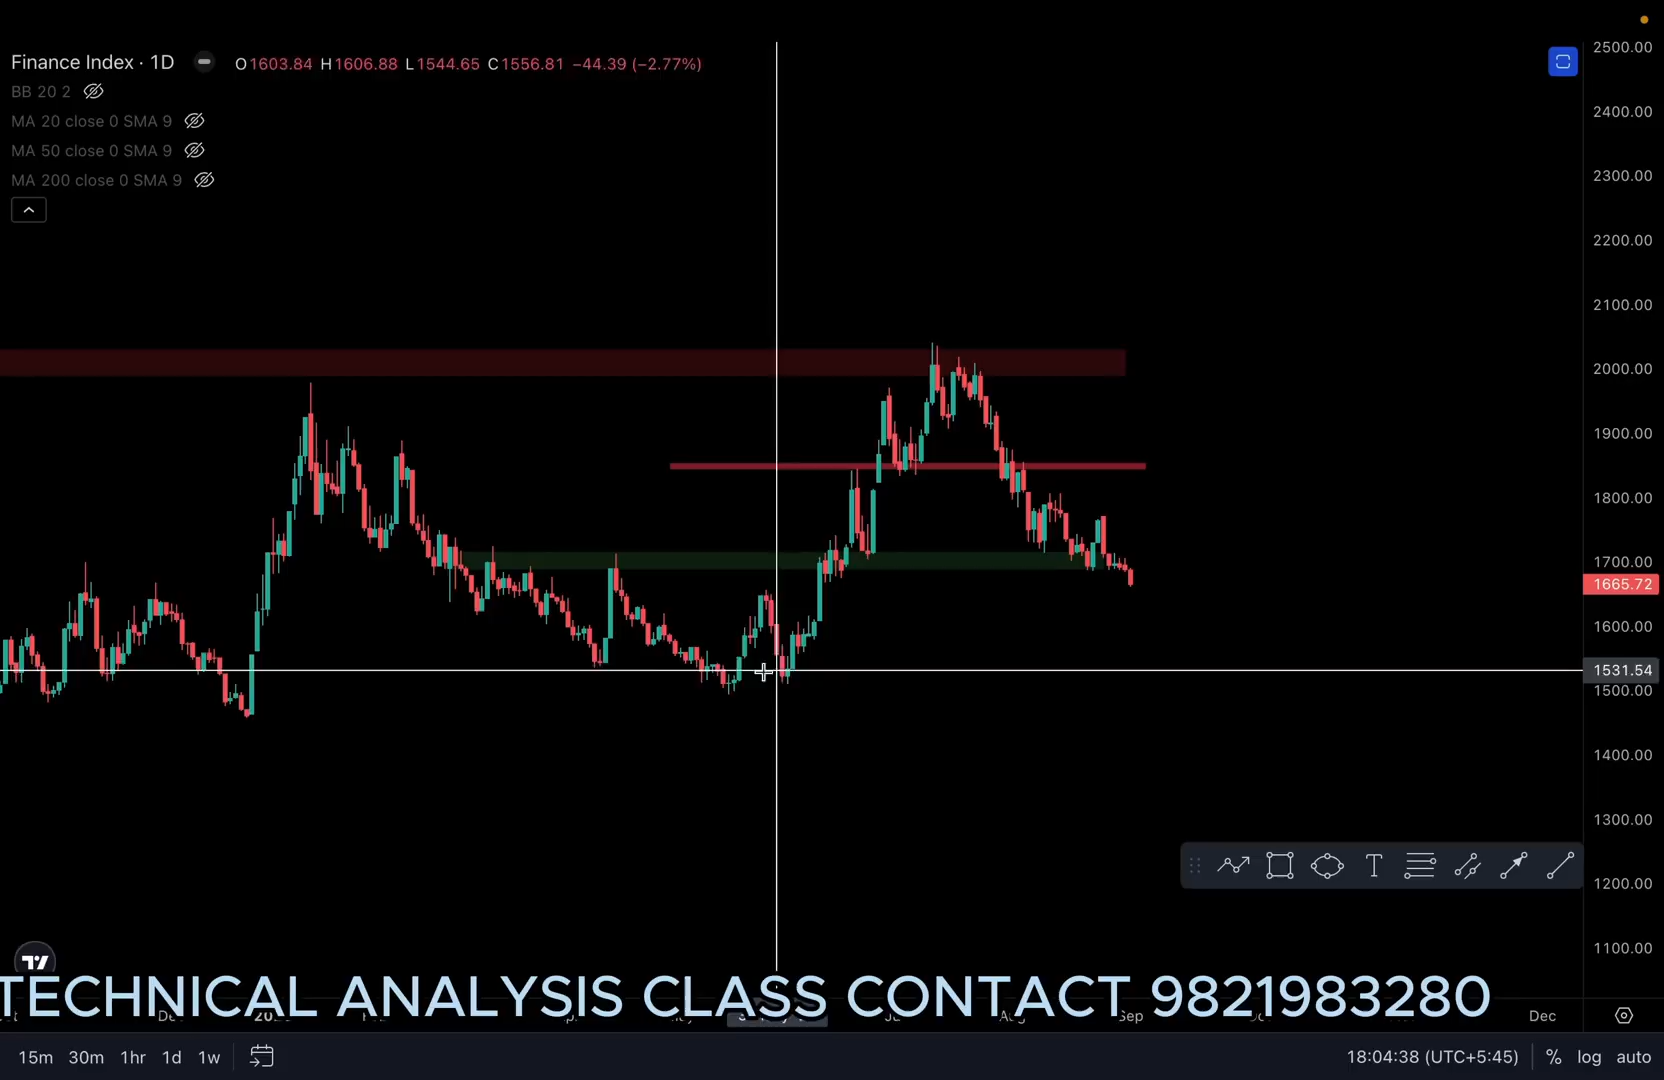 Finance Index · 1D
O1603.84 H1606.88 L1544.65 C1556.81 −44.39 (−2.77%)
BB 20 2
MA 20 close 0 SMA 9
MA 50 close 0 SMA 9
MA 200 close 0 SMA 9
2500.00
2400.00
2300.00
2200.00
2100.00
2000.00
1900.00
1800.00
1700.00
1665.72
1600.00
1531.54
1500.00
1400.00
1300.00
1200.00
1100.00
TECHNICAL ANALYSIS CLASS CONTACT 9821983280
Sep Dec
15m 30m 1hr 1d 1w
18:04:38 (UTC+5:45) % log auto